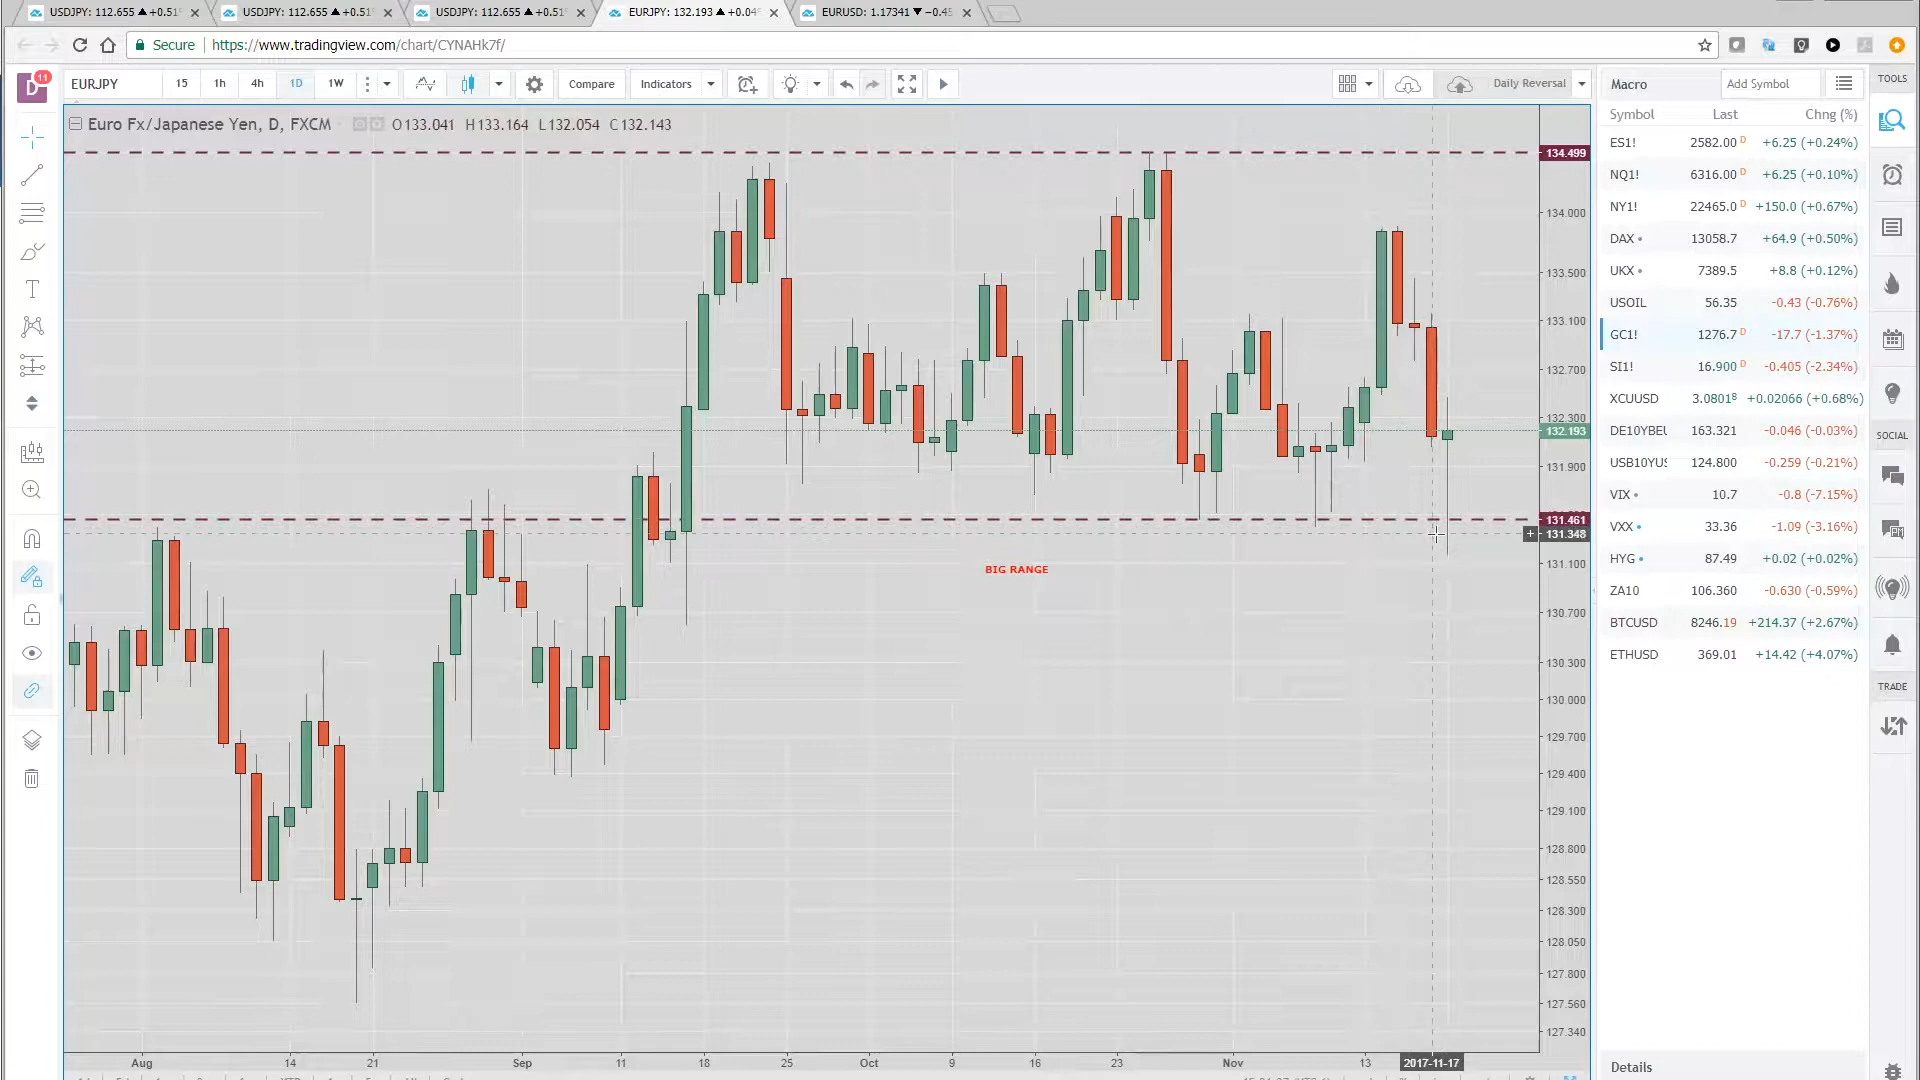 USDJPY: 112.655 ▲ +0.51
USDJPY: 112.655 ▲ +0.51
USDJPY: 112.655 ▲ +0.51
EURJPY: 132.193 ▲ +0.04
EURUSD: 1.17341 ▼ −0.45
Secure https://www.tradingview.com/chart/CYNAHk7f/
D 11
EURJPY 15 1h 4h 1D 1W Compare Indicators Daily Reversal
Euro Fx/Japanese Yen, D, FXCM O133.041 H133.164 L132.054 C132.143
134.499
134.000
133.500
133.100
132.700
132.300
132.193
131.900
131.461
131.348
131.100
130.700
130.300
130.000
129.700
129.400
129.100
128.800
128.550
128.300
128.050
127.800
127.560
127.340
BIG RANGE
Aug 14 21 Sep 11 18 25 Oct 9 16 23 Nov 13 2017-11-17
Macro Add Symbol
Symbol Last Chng (%)
ES1! 2582.00 D +6.25 (+0.24%)
NQ1! 6316.00 D +6.25 (+0.10%)
NY1! 22465.0 D +150.0 (+0.67%)
DAX 13058.7 +64.9 (+0.50%)
UKX 7389.5 +8.8 (+0.12%)
USOIL 56.35 -0.43 (-0.76%)
GC1! 1276.7 D -17.7 (-1.37%)
SI1! 16.900 D -0.405 (-2.34%)
XCUUSD 3.0801⁸ +0.02066 (+0.68%)
DE10YBEU 163.321 -0.046 (-0.03%)
USB10YUS 124.800 -0.259 (-0.21%)
VIX 10.7 -0.8 (-7.15%)
VXX 33.36 -1.09 (-3.16%)
HYG 87.49 +0.02 (+0.02%)
ZA10 106.360 -0.630 (-0.59%)
BTCUSD 8246.19 +214.37 (+2.67%)
ETHUSD 369.01 +14.42 (+4.07%)
Details
TOOLS
SOCIAL
TRADE